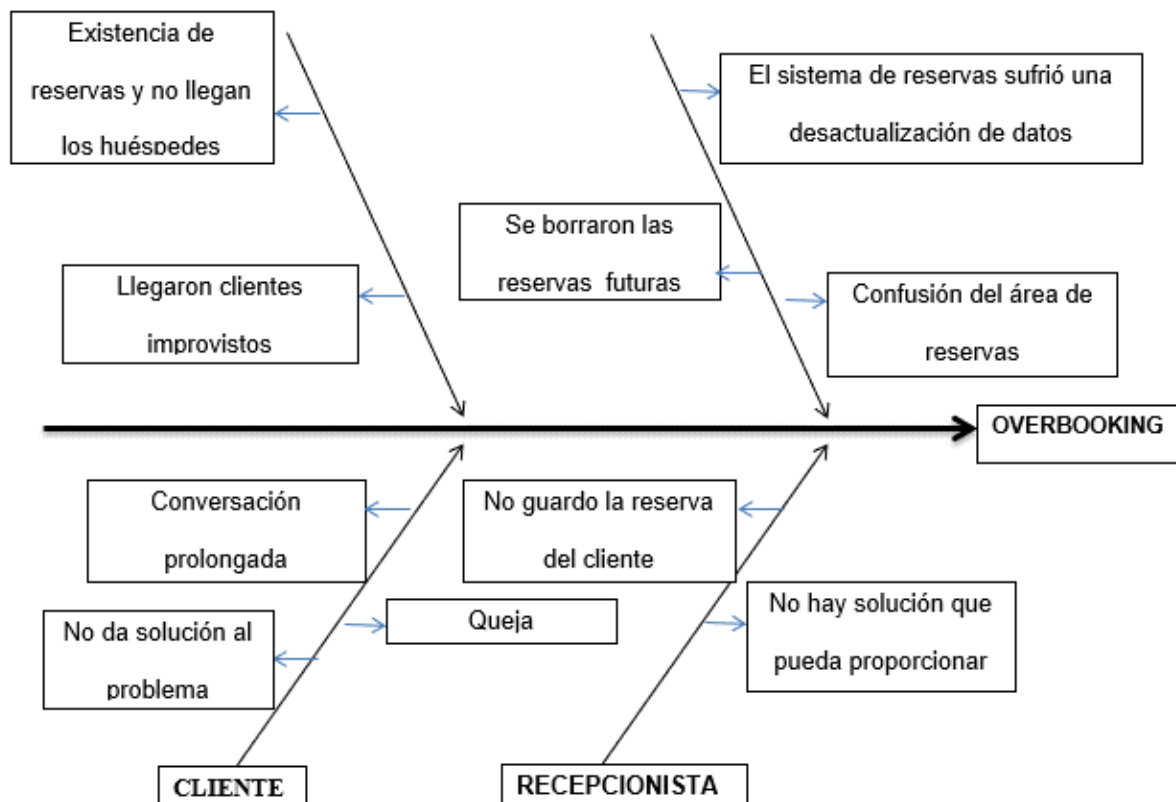 Existencia de
reservas y no llegan
los huéspedes
El sistema de reservas sufrió una
desactualización de datos
Se borraron las
reservas futuras
Llegaron clientes
improvistos
Confusión del área de
reservas
OVERBOOKING
Conversación
prolongada
No guardo la reserva
del cliente
No da solución al
problema
Queja
No hay solución que
pueda proporcionar
CLIENTE
RECEPCIONISTA